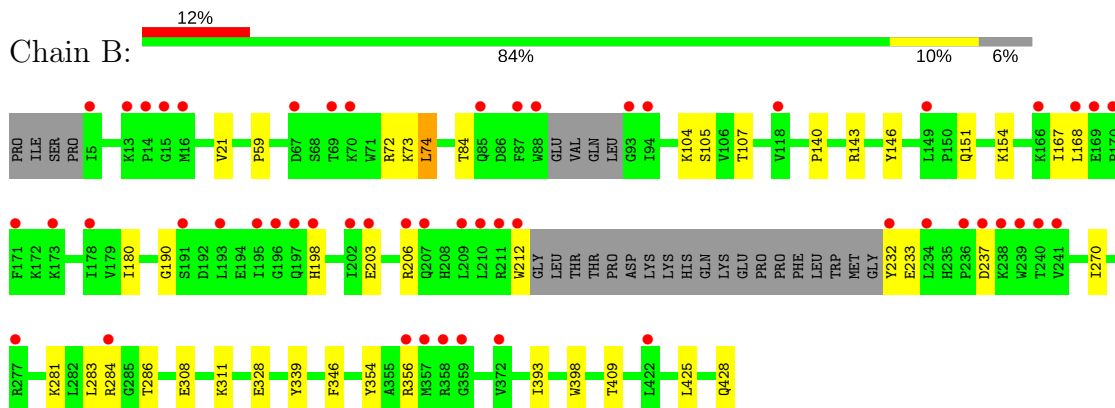 12%
Chain B:
84% 10% 6%
PRO ILE SER PRO I5 K13 P14 G15 M16 V21 P59 D67 S68 T69 K70 W71 R72 K73 L74 T84 Q85 D86 F87 W88 GLU VAL GLN LEU G93 I94 K104 S105 V106 T107 V118 P140 R143 Y146 L149 P150 Q151 K154 K166 I167 L168 E169 P170
F171 K172 K173 I178 V179 I180 G190 S191 D192 L193 E194 I195 G196 Q197 H198 I202 E203 R206 Q207 H208 L209 L210 R211 W212 GLY LEU THR THR PRO ASP LYS LYS HIS GLN LYS GLU PRO PRO PHE LEU TRP MET GLY Y232 E233 L234 H235 P236 D237 K238 W239 T240 V241 I270
R277 K281 L282 L283 R284 G285 T286 E308 K311 E328 Y339 F346 Y354 A355 R356 M357 R358 G359 V372 I393 W398 T409 L422 L425 Q428